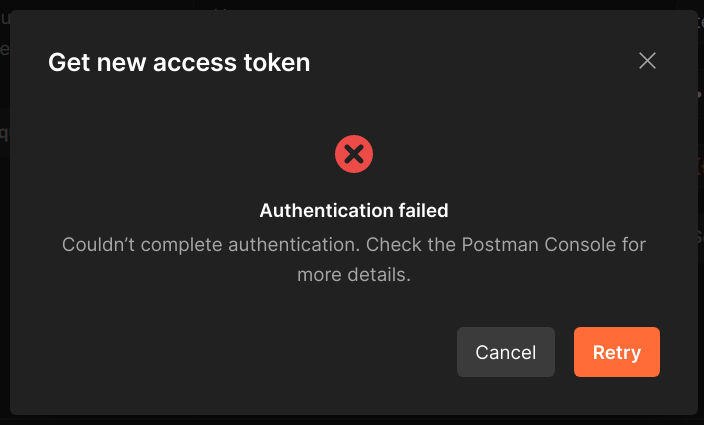 Get new access token
Authentication failed
Couldn’t complete authentication. Check the Postman Console for
more details.
Cancel
Retry